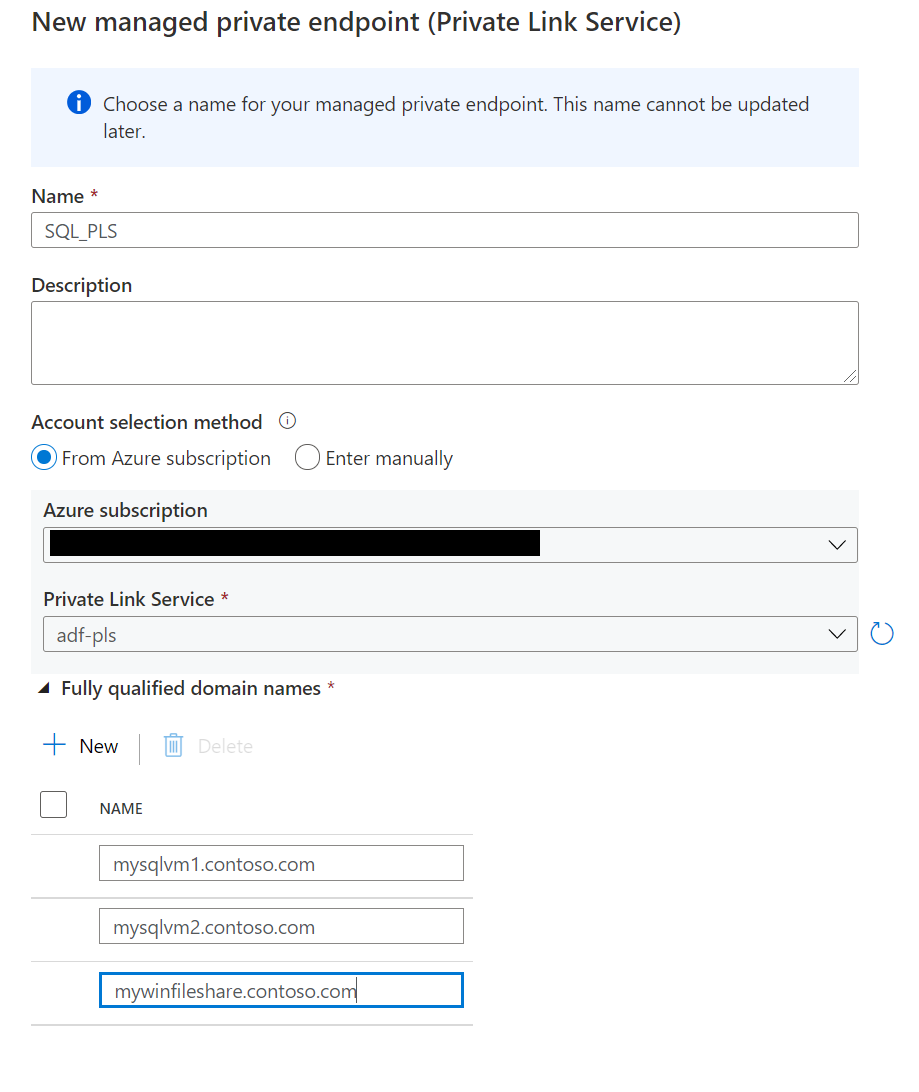 New managed private endpoint (Private Link Service)
Choose a name for your managed private endpoint. This name cannot be updated
later.
Name *
SQL_PLS
Description
Account selection method
From Azure subscription Enter manually
Azure subscription
Private Link Service *
adf-pls
Fully qualified domain names *
New Delete
NAME
mysqlvm1.contoso.com
mysqlvm2.contoso.com
mywinfileshare.contoso.com